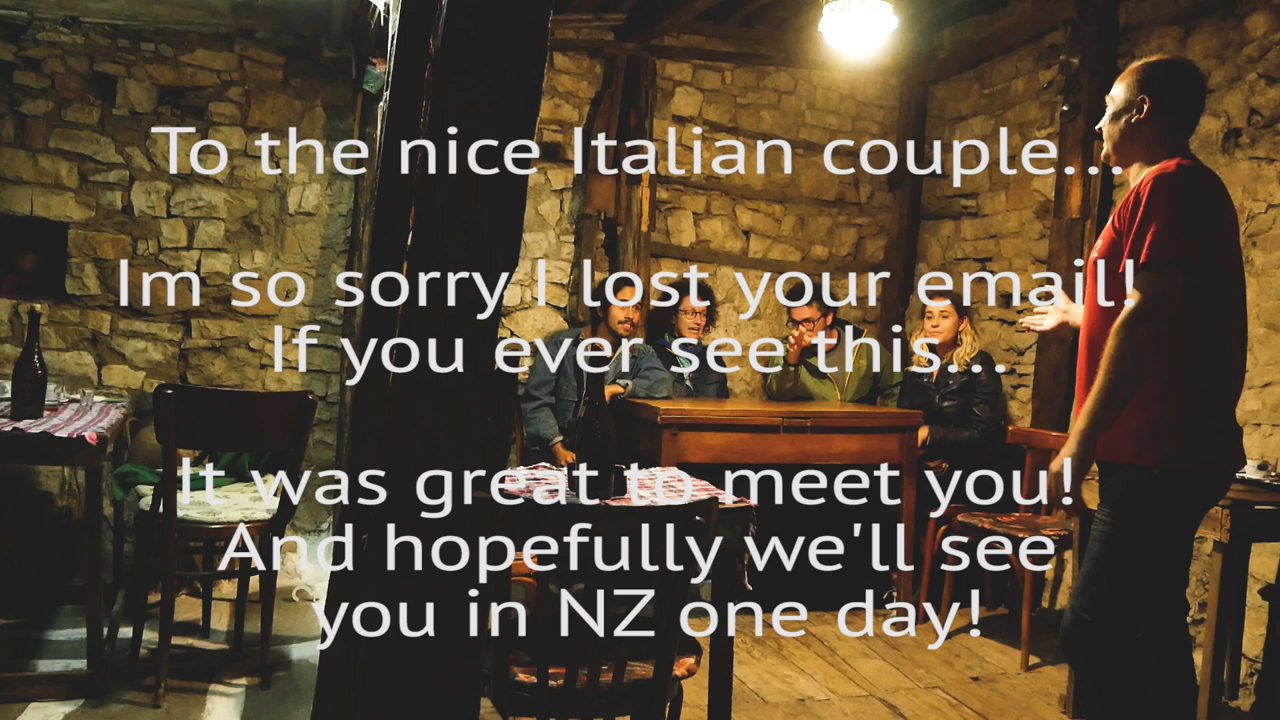 To the nice Italian couple...
Im so sorry I lost your email!
If you ever see this...
It was great to meet you!
And hopefully we'll see
you in NZ one day!